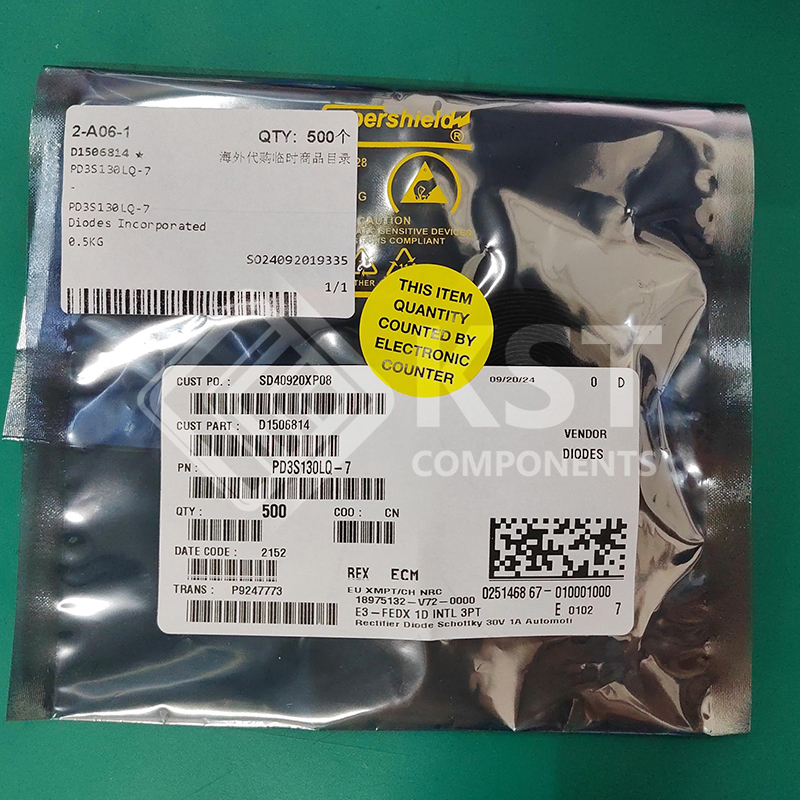 2-A06-1 QTY: 500个
D1506814 ★ 海外代购临时商品目录
PD3S130LQ-7
-
PD3S130LQ-7
Diodes Incorporated
0.5KG
SO24092019335
1/1
pershield
®
28
G
CAUTION
SENSITIVE DEVICES
COMPLIANT
THIS ITEM
QUANTITY
COUNTED BY
ELECTRONIC
COUNTER
CUST PO. : SD40920XP08 09/20/24 0 D
CUST PART : D1506814
VENDOR
DIODES
PN : PD3S130LQ-7
QTY : 500 COO : CN
DATE CODE : 2152
REX ECM
TRANS : P9247773
EU XMPT/CH NRC
18975132-V72-0000
E3-FEDX 1D INTL 3PT
Rectifier Diode Schottky 30V 1A Automoti
0251468 67-010001000
E 0102 7
KST
COMPONENTS